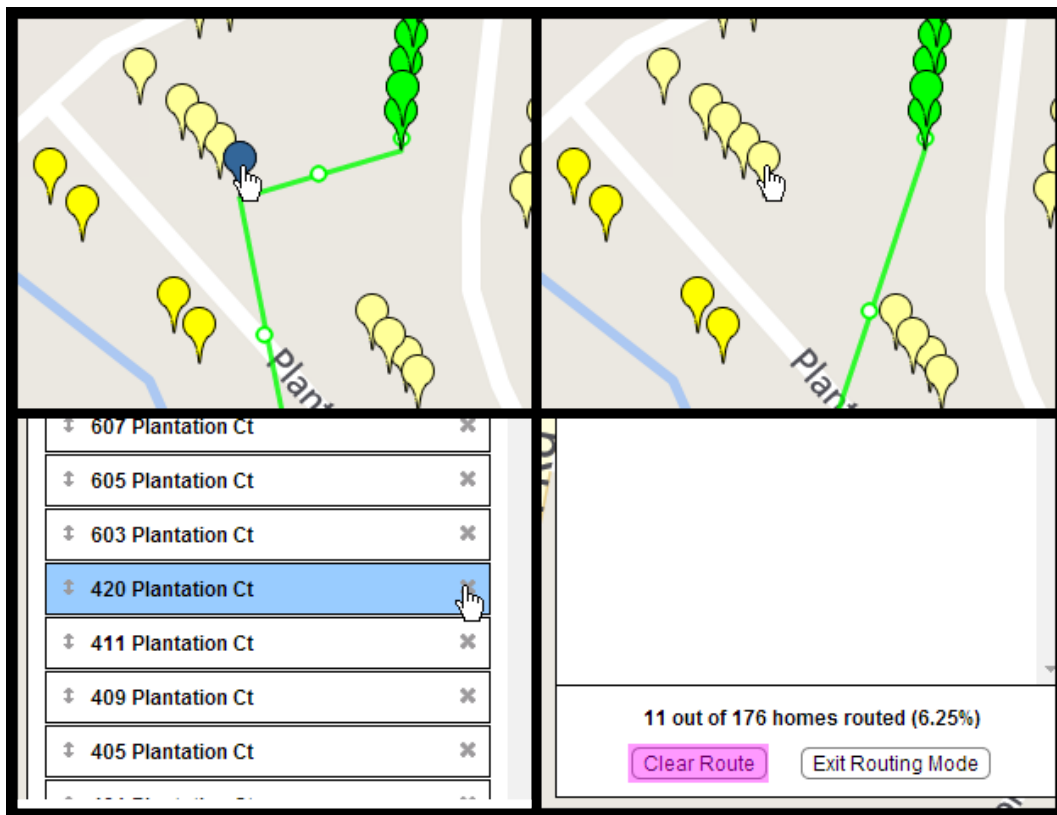 Plant
Plant
607 Plantation Ct
605 Plantation Ct
603 Plantation Ct
420 Plantation Ct
411 Plantation Ct
409 Plantation Ct
405 Plantation Ct
11 out of 176 homes routed (6.25%)
Clear Route
Exit Routing Mode